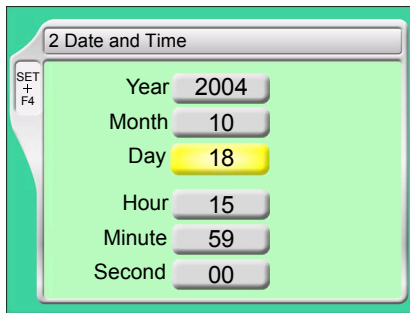 2 Date and Time
SET
+
F4
Year 2004
Month 10
Day 18
Hour 15
Minute 59
Second 00